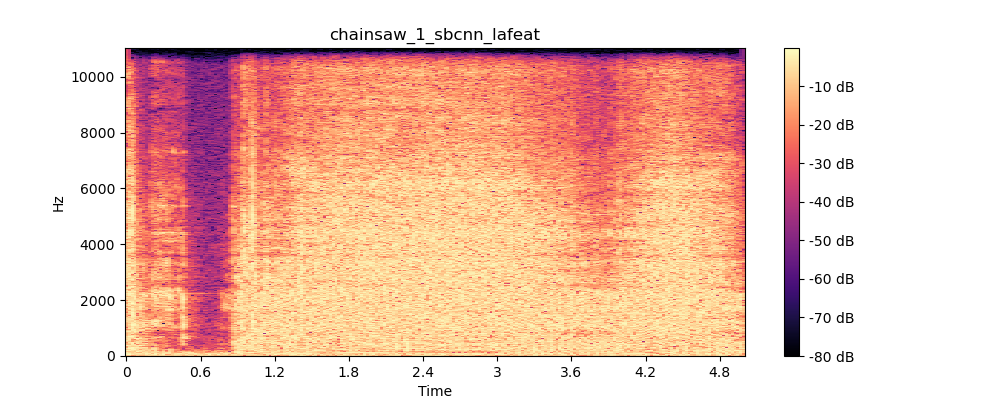 chainsaw_1_sbcnn_lafeat
10000
8000
6000
4000
2000
0
Hz
0 0.6 1.2 1.8 2.4 3 3.6 4.2 4.8
Time
-10 dB
-20 dB
-30 dB
-40 dB
-50 dB
-60 dB
-70 dB
-80 dB